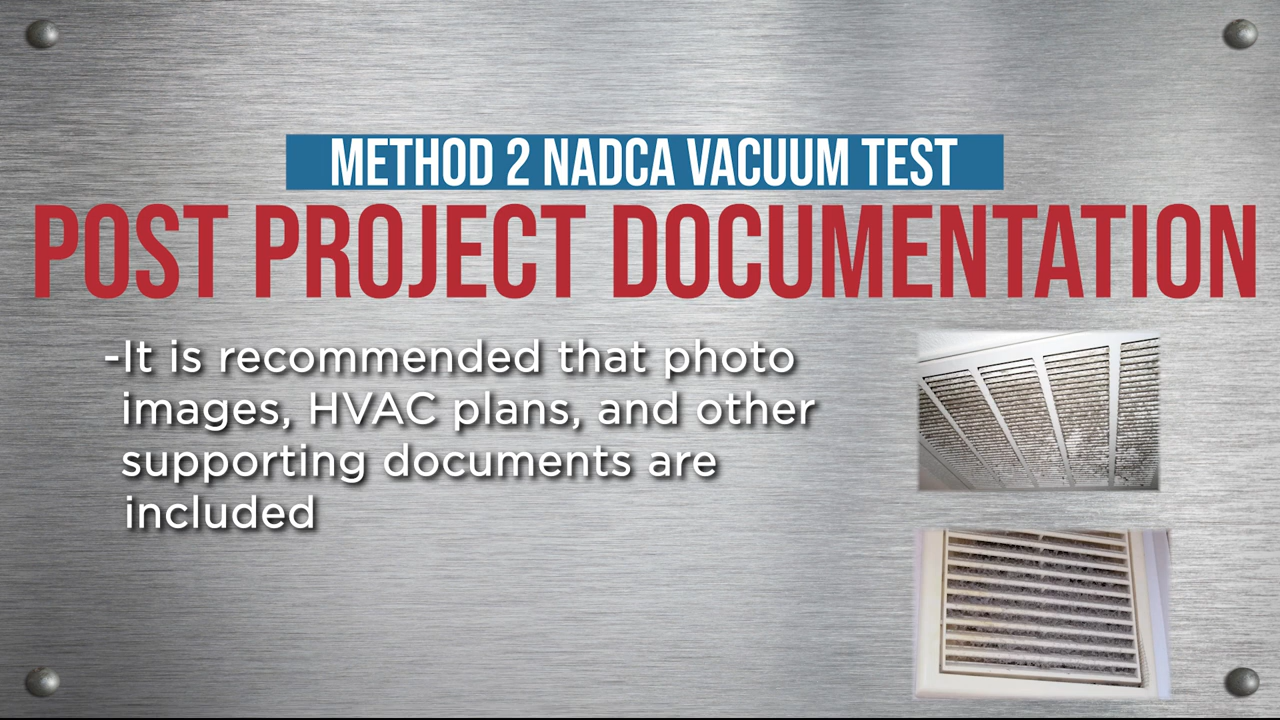 METHOD 2 NADCA VACUUM TEST
POST PROJECT DOCUMENTATION
-It is recommended that photo
images, HVAC plans, and other
supporting documents are
included